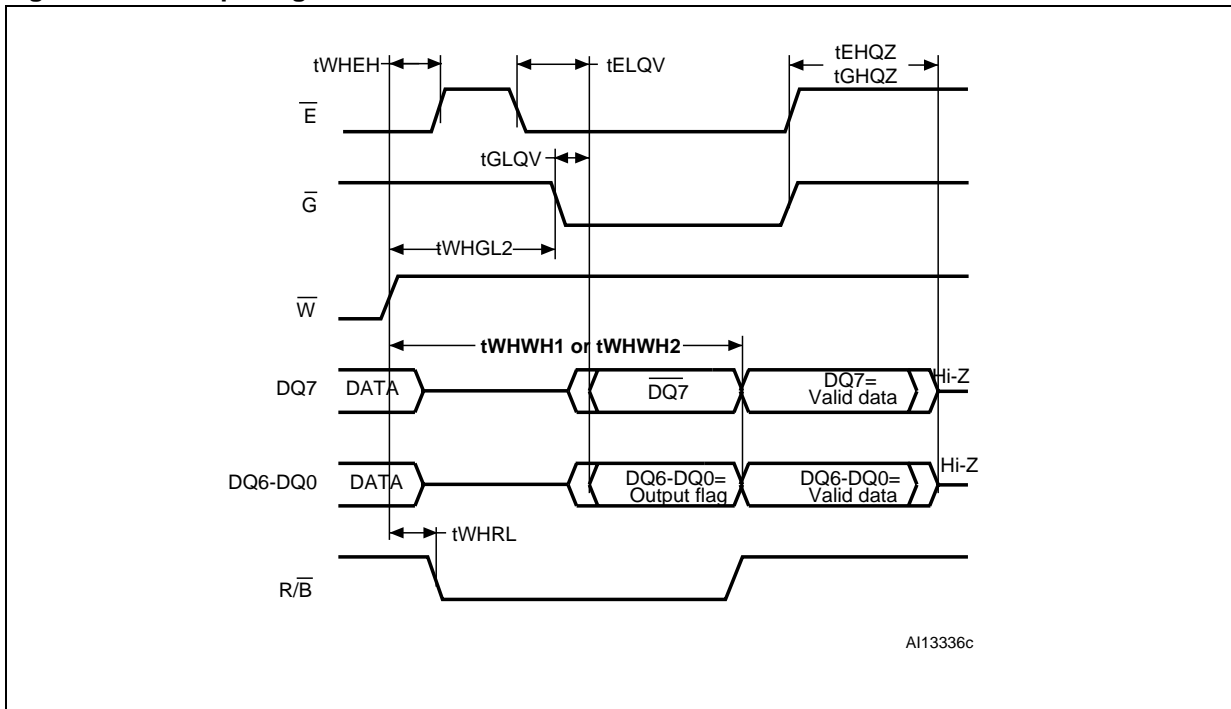 tWHEH
tELQV
tEHQZ
tGHQZ
E
tGLQV
G
tWHGL2
W
tWHWH1 or tWHWH2
DQ7
DATA
DQ7
DQ7=
Valid data
Hi-Z
DQ6-DQ0
DATA
DQ6-DQ0=
Output flag
DQ6-DQ0=
Valid data
Hi-Z
tWHRL
R/B
AI13336c